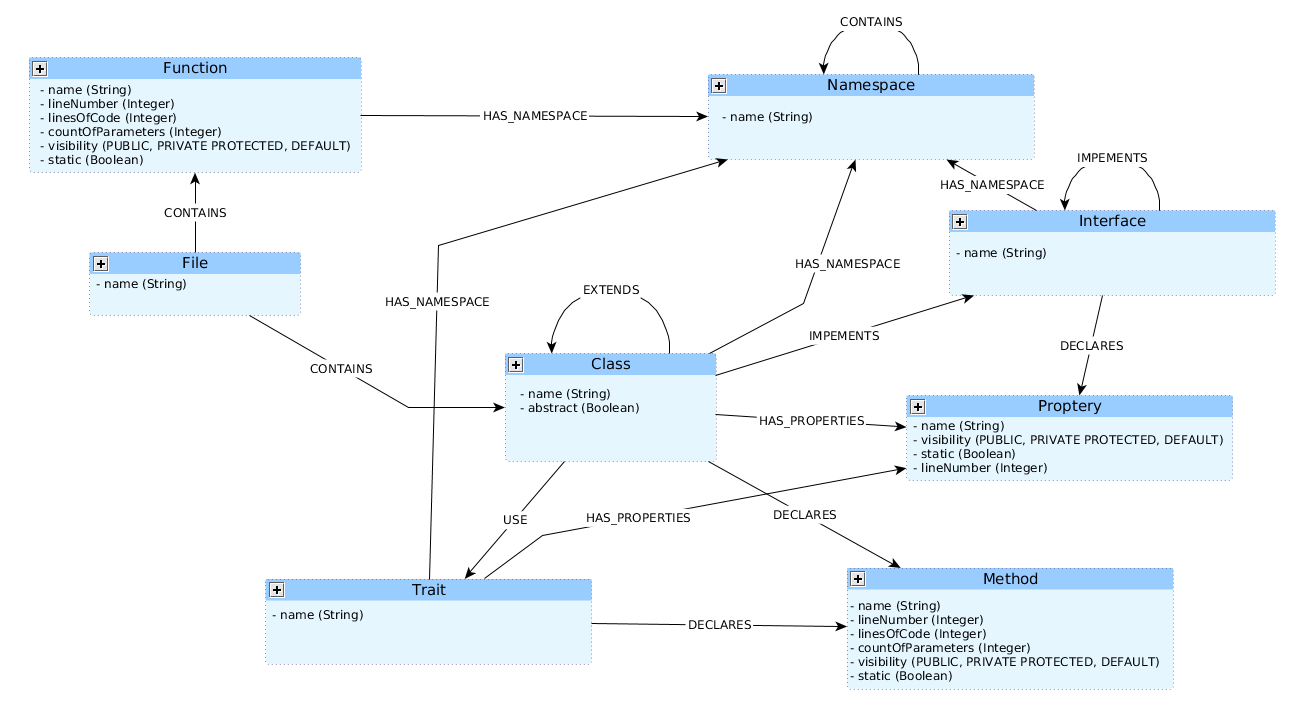 CONTAINS
Function
- name (String)
- lineNumber (Integer)
- linesOfCode (Integer)
- countOfParameters (Integer)
- visibility (PUBLIC, PRIVATE PROTECTED, DEFAULT)
- static (Boolean)
HAS_NAMESPACE
Namespace
- name (String)
CONTAINS
File
- name (String)
HAS_NAMESPACE
IMPEMENTS
Interface
- name (String)
HAS_NAMESPACE
HAS_NAMESPACE
EXTENDS
IMPEMENTS
DECLARES
CONTAINS
Class
- name (String)
- abstract (Boolean)
HAS_PROPERTIES
Proptery
- name (String)
- visibility (PUBLIC, PRIVATE PROTECTED, DEFAULT)
- static (Boolean)
- lineNumber (Integer)
USE
HAS_PROPERTIES
DECLARES
Trait
- name (String)
DECLARES
Method
- name (String)
- lineNumber (Integer)
- linesOfCode (Integer)
- countOfParameters (Integer)
- visibility (PUBLIC, PRIVATE PROTECTED, DEFAULT)
- static (Boolean)